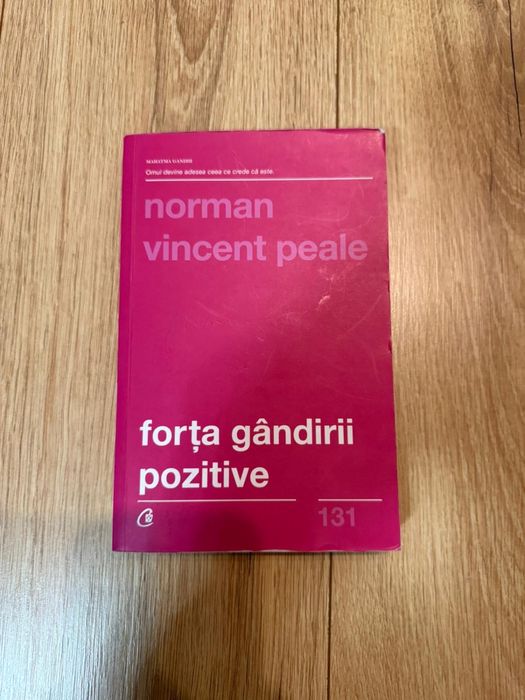 MAHATMA GANDHI
Omul devine adesea ceea ce crede că este.
norman
vincent peale
forța gândirii
pozitive
131